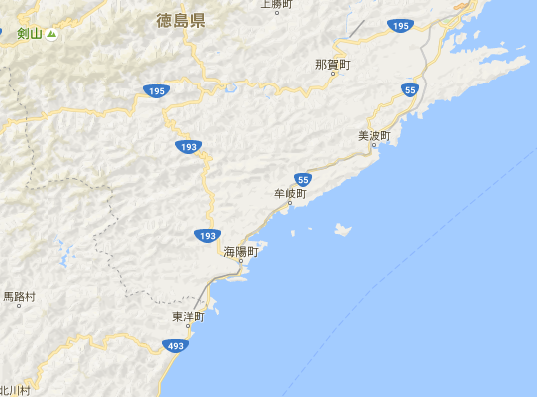 上勝町
徳島県
剣山
195
那賀町
195
55
193
美波町
55
牟岐町
193
海陽町
馬路村
東洋町
493
北川村